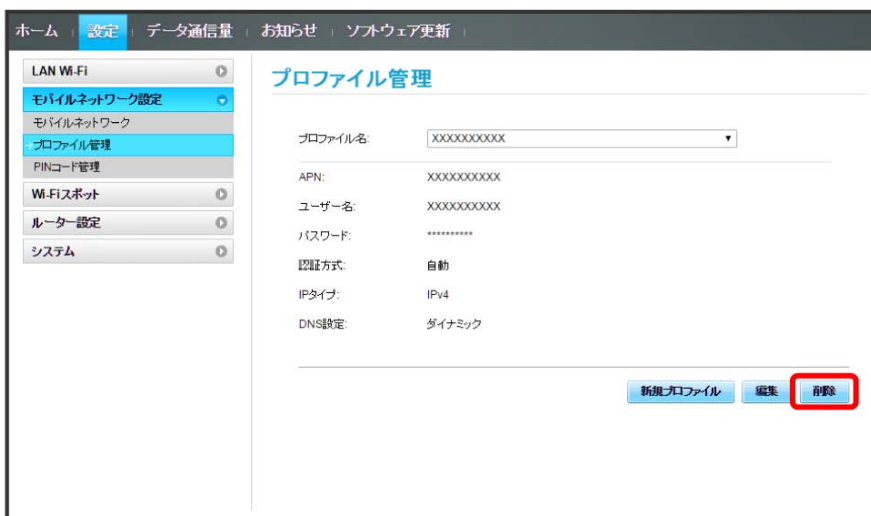 ホーム 設定 データ通信量 お知らせ ソフトウェア更新
LAN Wi-Fi
モバイルネットワーク設定
モバイルネットワーク
プロファイル管理
PINコード管理
Wi-Fiスポット
ルーター設定
システム
プロファイル管理
プロファイル名: XXXXXXXXXX
APN: XXXXXXXXXX
ユーザー名: XXXXXXXXXX
パスワード: **********
認証方式: 自動
IPタイプ: IPv4
DNS設定: ダイナミック
新規プロファイル 編集 削除